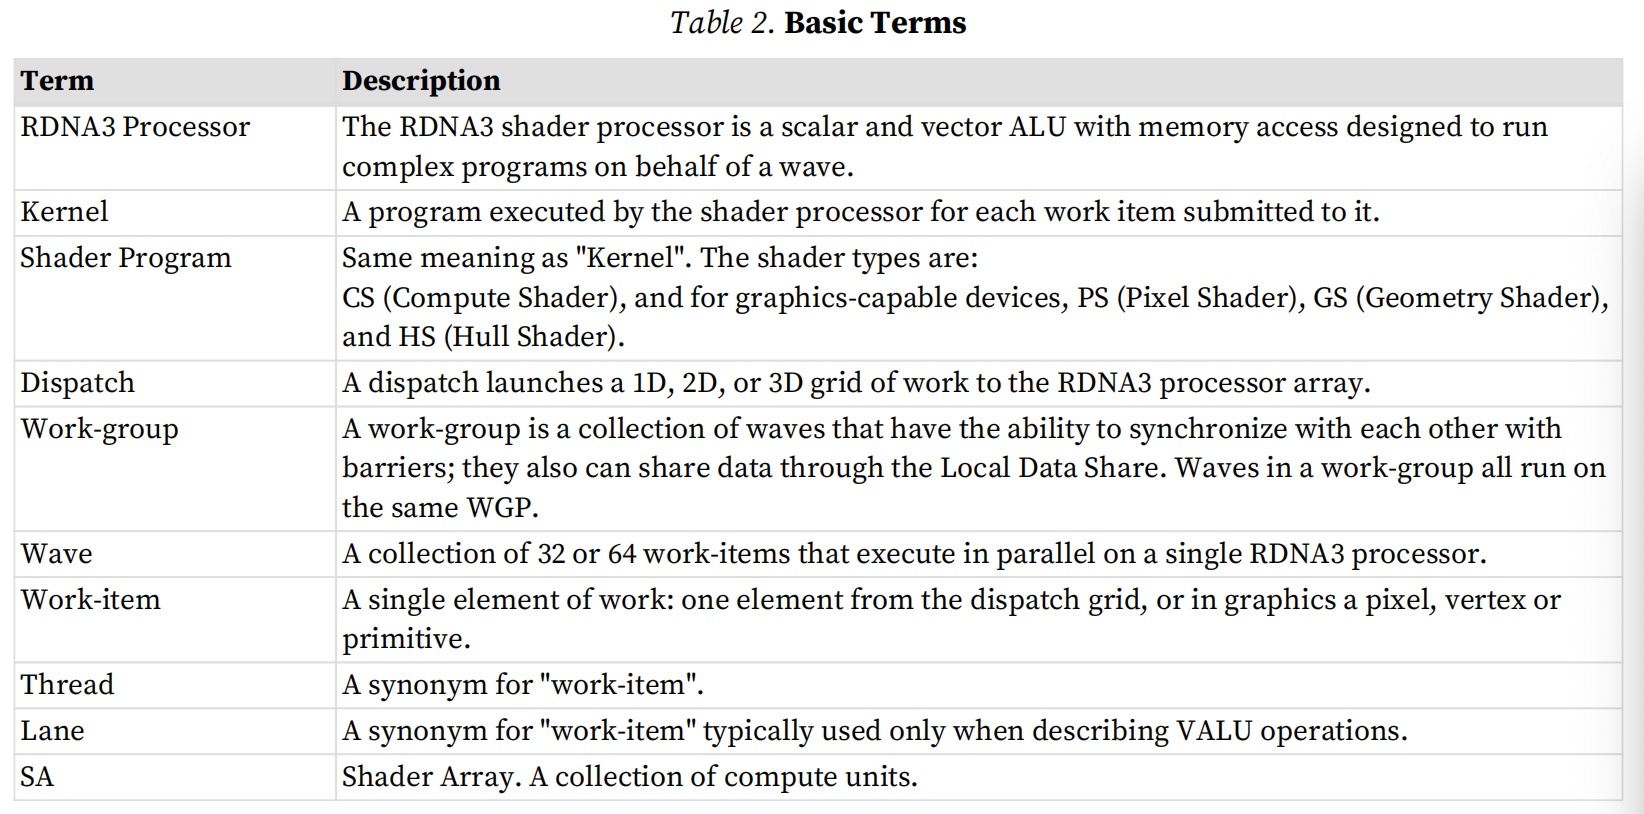 Table 2. Basic Terms
Term Description
RDNA3 Processor The RDNA3 shader processor is a scalar and vector ALU with memory access designed to run
complex programs on behalf of a wave.
Kernel A program executed by the shader processor for each work item submitted to it.
Shader Program Same meaning as "Kernel". The shader types are:
CS (Compute Shader), and for graphics-capable devices, PS (Pixel Shader), GS (Geometry Shader),
and HS (Hull Shader).
Dispatch A dispatch launches a 1D, 2D, or 3D grid of work to the RDNA3 processor array.
Work-group A work-group is a collection of waves that have the ability to synchronize with each other with
barriers; they also can share data through the Local Data Share. Waves in a work-group all run on
the same WGP.
Wave A collection of 32 or 64 work-items that execute in parallel on a single RDNA3 processor.
Work-item A single element of work: one element from the dispatch grid, or in graphics a pixel, vertex or
primitive.
Thread A synonym for "work-item".
Lane A synonym for "work-item" typically used only when describing VALU operations.
SA Shader Array. A collection of compute units.